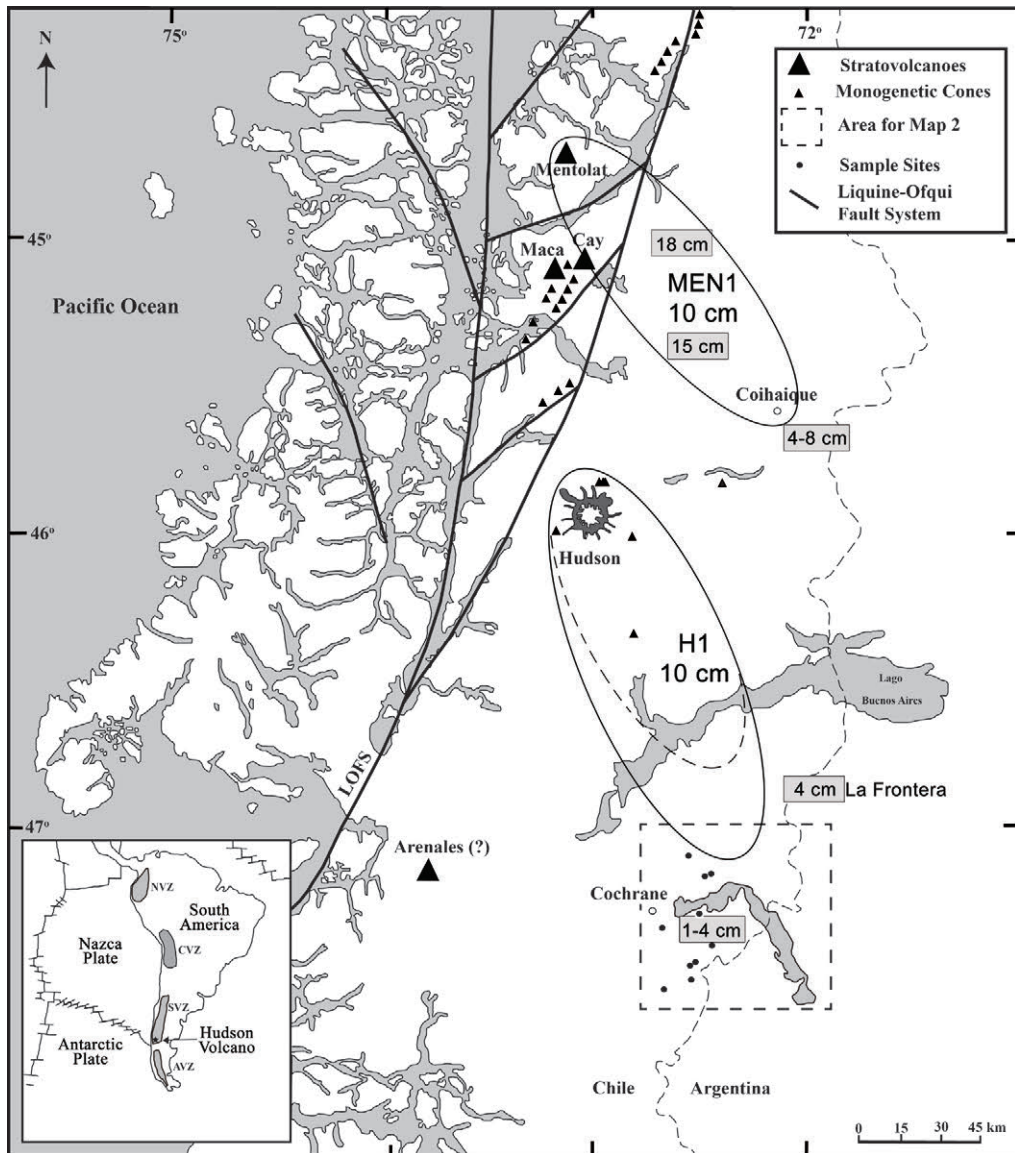 75°
72°
N
Stratovolcanoes
Monogenetic Cones
Area for Map 2
Sample Sites
Liquine-Ofqui
Fault System
Mentolat
45°
18 cm
Maca
Cay
MEN1
10 cm
15 cm
Pacific Ocean
Coihaique
4-8 cm
46°
Hudson
H1
10 cm
Lago
Buenos Aires
LOFS
4 cm
La Frontera
47°
Arenales (?)
Cochrane
1-4 cm
NVZ
South
America
Nazca
Plate
CVZ
SVZ
Hudson
Volcano
Antarctic
Plate
AVZ
Chile
Argentina
0 15 30 45 km